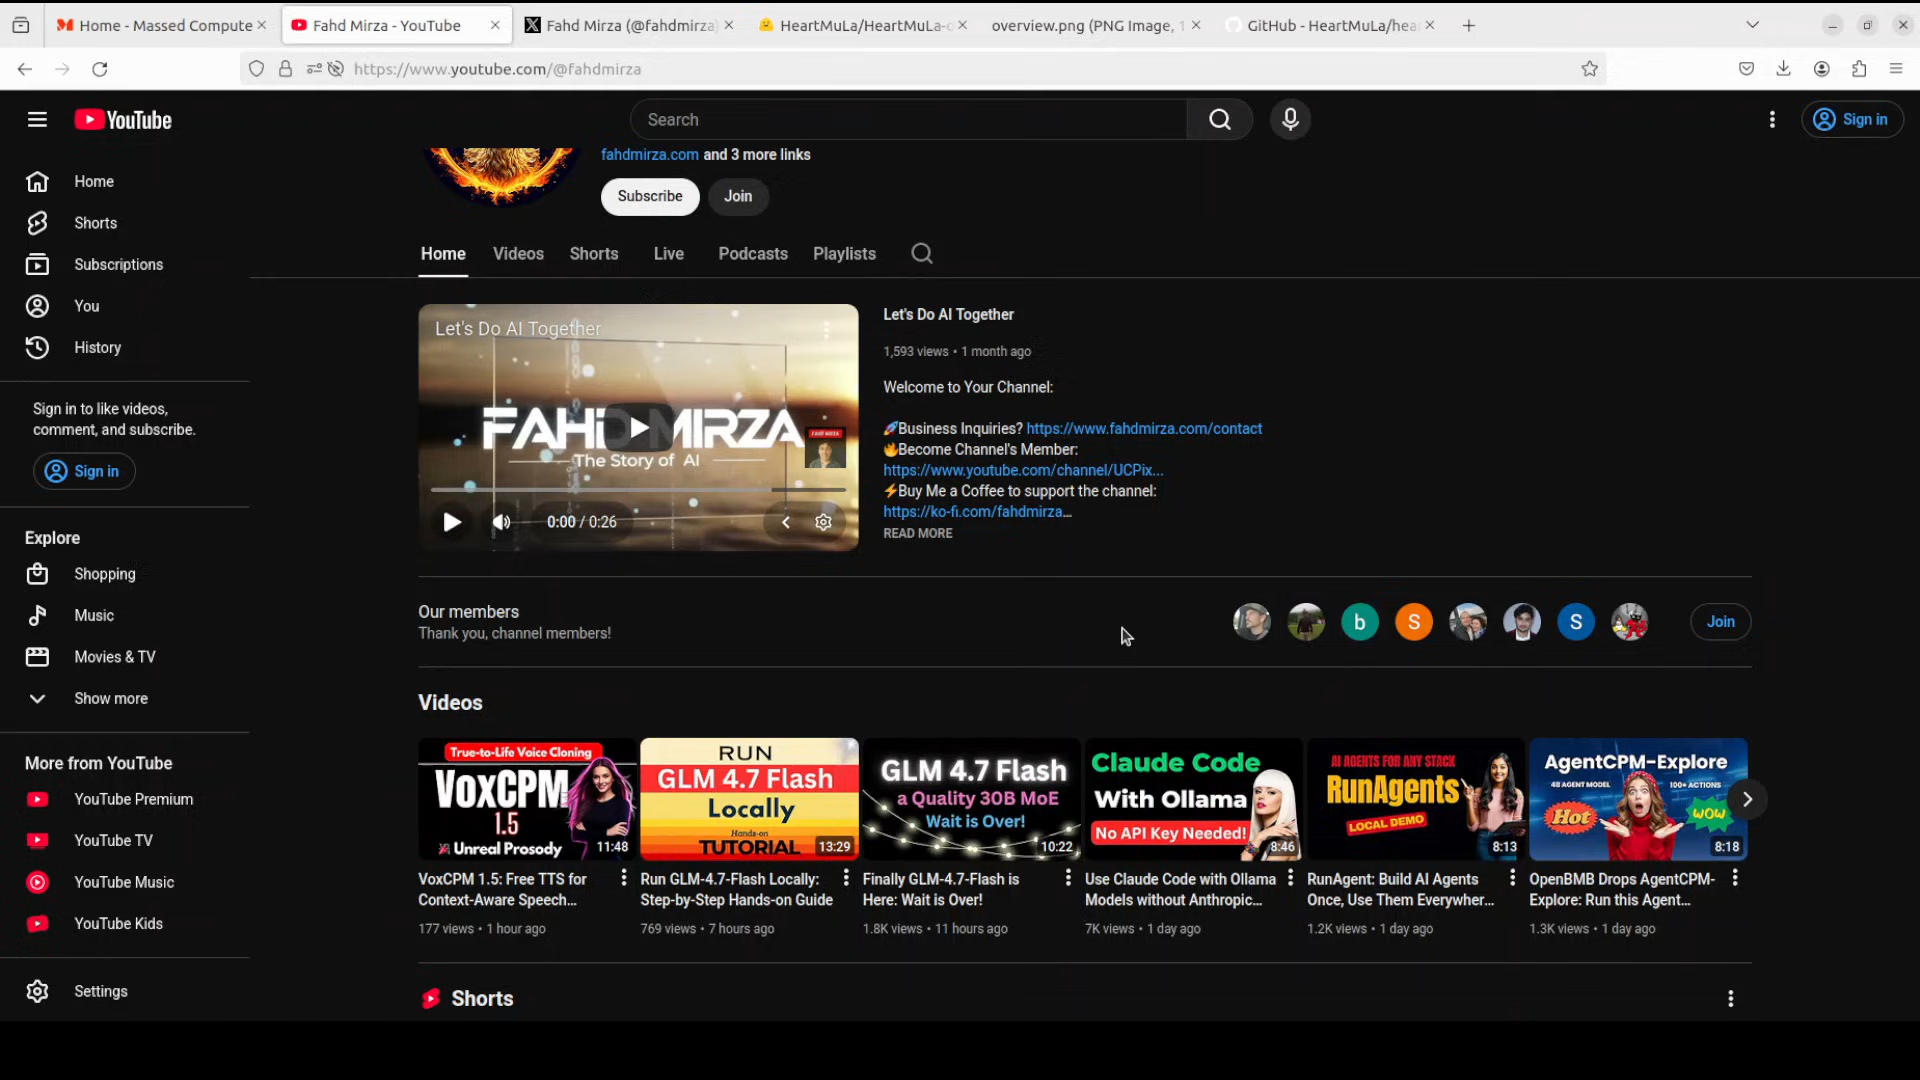 Home - Massed Compute
Fahd Mirza - YouTube
Fahd Mirza (@fahdmirza)
HeartMuLa/HeartMuLa-o
overview.png (PNG Image, 1
GitHub - HeartMuLa/hea
https://www.youtube.com/@fahdmirza
YouTube
Search
Sign in
Home
Shorts
Subscriptions
You
History
Sign in to like videos,
comment, and subscribe.
Sign in
Explore
Shopping
Music
Movies & TV
Show more
More from YouTube
YouTube Premium
YouTube TV
YouTube Music
YouTube Kids
Settings
fahdmirza.com and 3 more links
Subscribe
Join
Home
Videos
Shorts
Live
Podcasts
Playlists
Let's Do AI Together
FAHD MIRZA
The Story of AI
0:00 / 0:26
Let's Do AI Together
1,593 views • 1 month ago
Welcome to Your Channel:
🚀Business Inquiries? https://www.fahdmirza.com/contact
🔥Become Channel's Member:
https://www.youtube.com/channel/UCPix...
⚡Buy Me a Coffee to support the channel:
https://ko-fi.com/fahdmirza...
READ MORE
Our members
Thank you, channel members!
b
S
S
Join
Videos
True-to-Life Voice Cloning
VoxCPM
1.5
Unreal Prosody
11:48
VoxCPM 1.5: Free TTS for
Context-Aware Speech...
177 views • 1 hour ago
RUN
GLM 4.7 Flash
Locally
Hands-on
TUTORIAL
13:29
Run GLM-4.7-Flash Locally:
Step-by-Step Hands-on Guide
769 views • 7 hours ago
GLM 4.7 Flash
a Quality 30B MoE
Wait is Over!
10:22
Finally GLM-4.7-Flash is
Here: Wait is Over!
1.8K views • 11 hours ago
Claude Code
With Ollama
No API Key Needed!
8:46
Use Claude Code with Ollama
Models without Anthropic...
7K views • 1 day ago
AI AGENTS FOR ANY STACK
RunAgents
LOCAL DEMO
8:13
RunAgent: Build AI Agents
Once, Use Them Everywher...
1.2K views • 1 day ago
AgentCPM-Explore
4B AGENT MODEL
100+ ACTIONS
Hot
WOW
8:18
OpenBMB Drops AgentCPM-
Explore: Run this Agent...
1.3K views • 1 day ago
Shorts